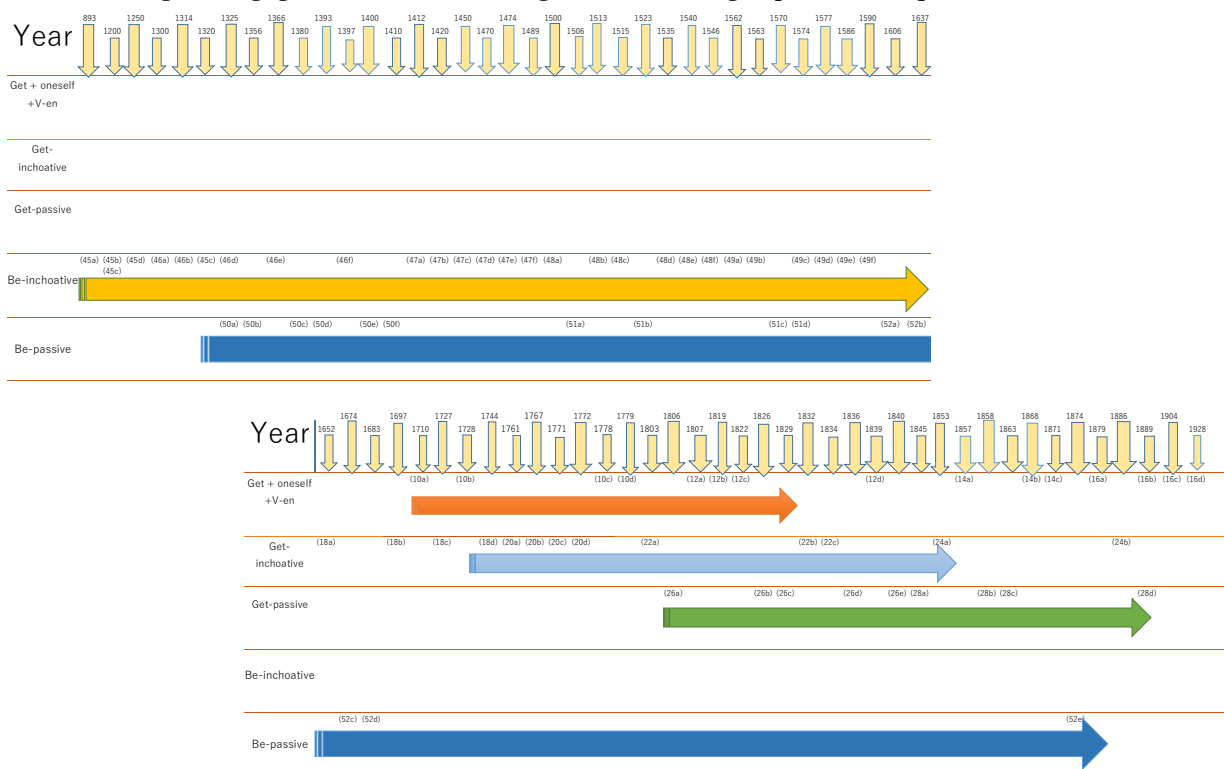 Year
893 1250 1314 1325 1366 1393 1400 1412 1450 1474 1500 1513 1523 1540 1562 1570 1577 1590 1637
1200 1300 1320 1356 1380 1397 1410 1420 1470 1489 1506 1515 1535 1546 1563 1574 1586 1606
Get + oneself
+V-en
Get-
inchoative
Get-passive
(45a) (45b) (45d) (46a) (46b) (45c) (46d) (46e) (46f) (47a) (47b) (47c) (47d) (47e) (47f) (48a) (48b) (48c) (48d) (48e) (48f) (49a) (49b) (49c) (49d) (49e) (49f)
(45c)
Be-inchoative
(50a) (50b) (50c) (50d) (50e) (50f) (51a) (51b) (51c) (51d) (52a) (52b)
Be-passive
Year
1674 1697 1727 1744 1767 1772 1779 1806 1819 1826 1832 1836 1840 1853 1858 1868 1874 1886 1904
1652 1683 1710 1728 1761 1771 1778 1803 1807 1822 1829 1834 1839 1845 1857 1863 1871 1879 1889 1928
(10a) (10b) (10c) (10d) (12a) (12b) (12c) (12d) (14a) (14b) (14c) (16a) (16b) (16c) (16d)
Get + oneself
+V-en
(18a) (18b) (18c) (18d) (20a) (20b) (20c) (20d) (22a) (22b) (22c) (24a) (24b)
Get-
inchoative
(26a) (26b) (26c) (26d) (26e) (28a) (28b) (28c) (28d)
Get-passive
Be-inchoative
(52c) (52d) (52e)
Be-passive